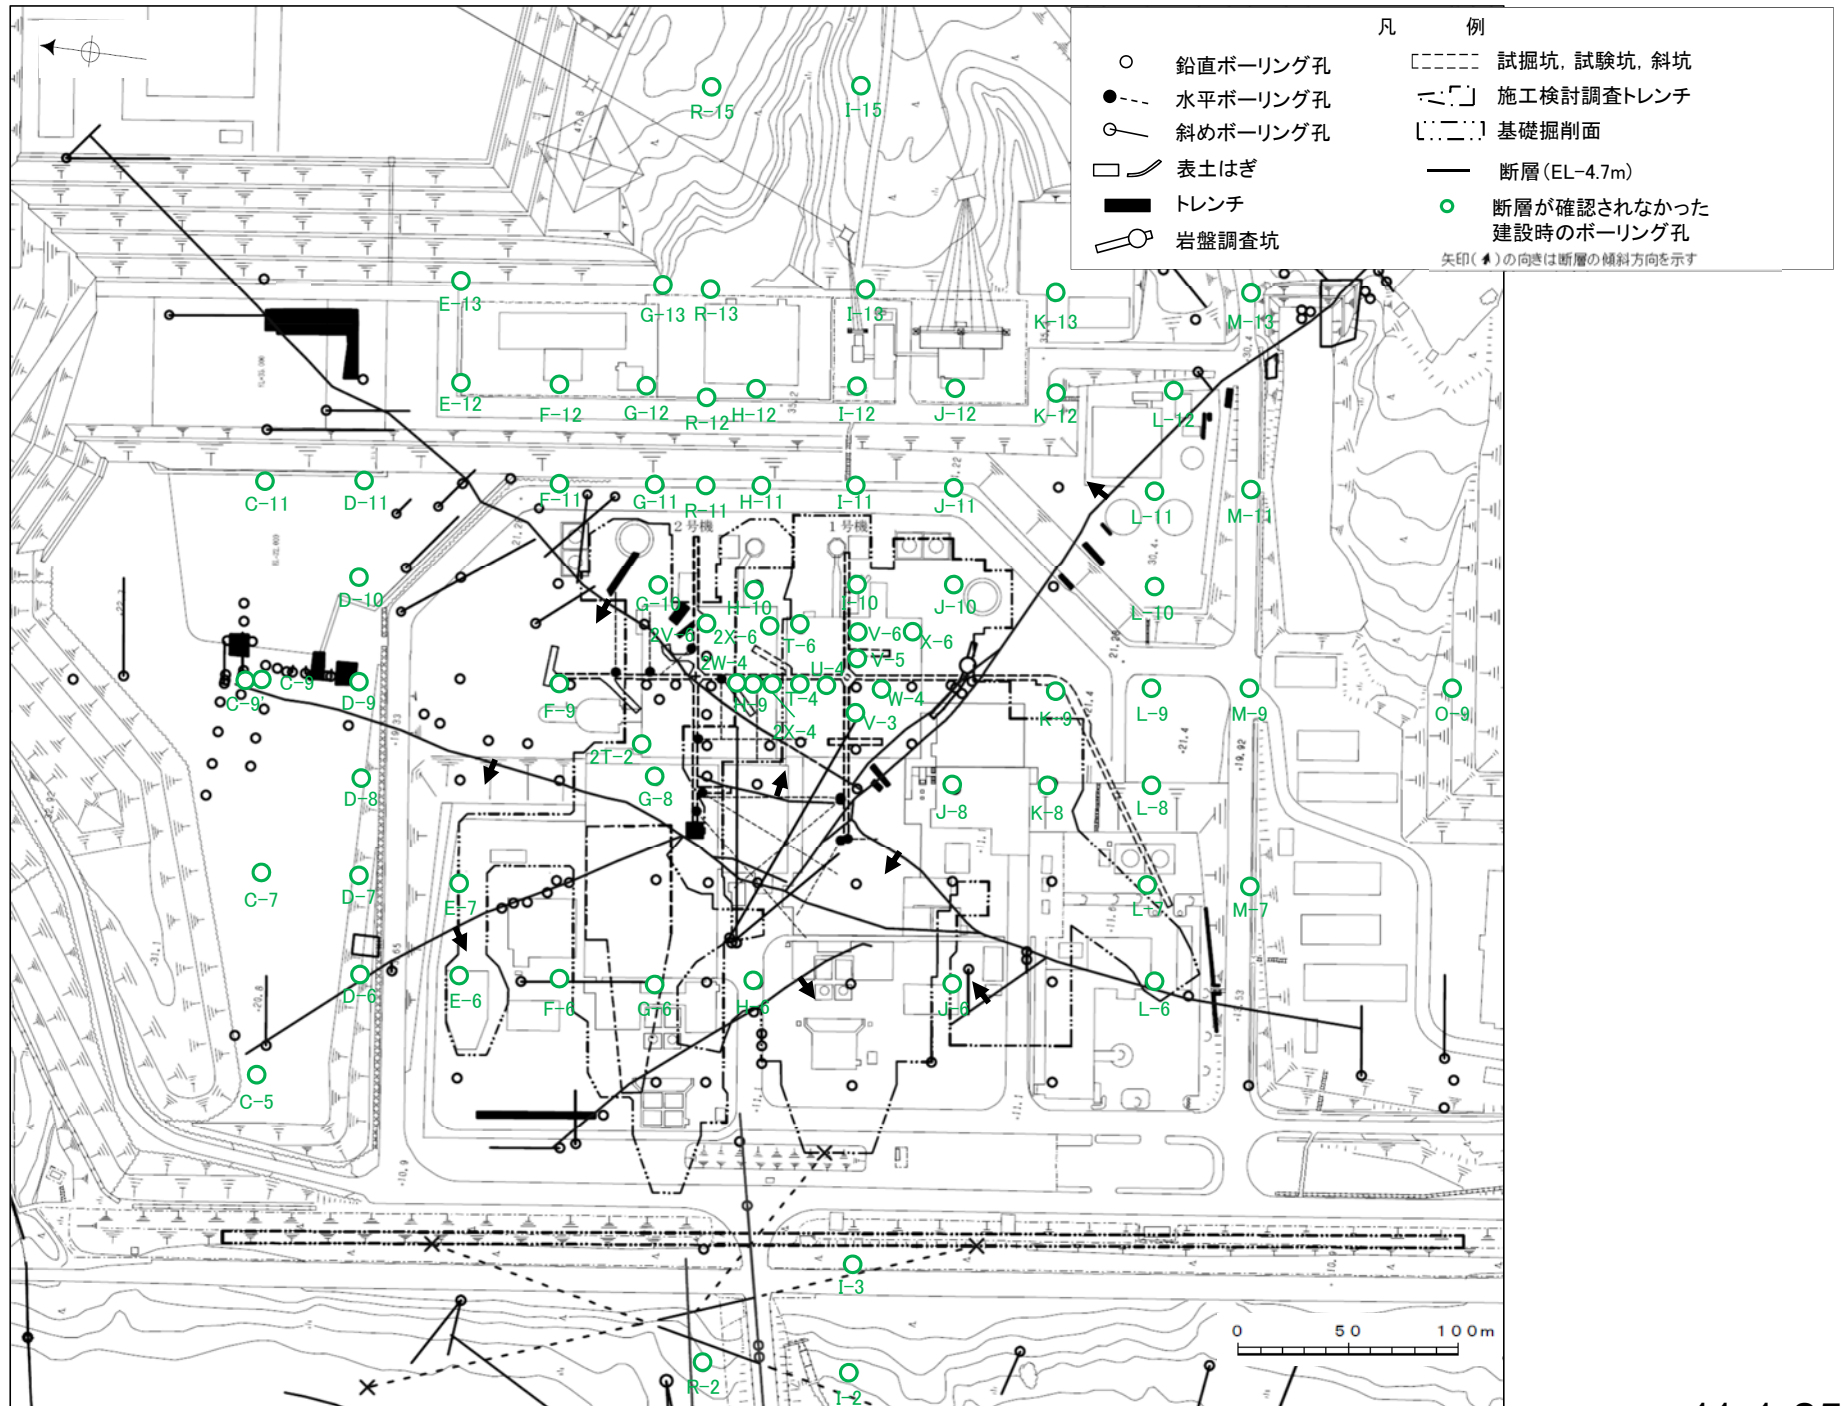 凡　例
鉛直ボーリング孔
水平ボーリング孔
斜めボーリング孔
表土はぎ
トレンチ
岩盤調査坑
試掘坑, 試験坑, 斜坑
施工検討調査トレンチ
基礎掘削面
断層(EL-4.7m)
断層が確認されなかった
建設時のボーリング孔
矢印( )の向きは断層の傾斜方向を示す
R-15 I-15
E-13 G-13 R-13 I-13 K-13 M-13
E-12 F-12 G-12 R-12 H-12 I-12 J-12 K-12 L-12
C-11 D-11 F-11 G-11 R-11 H-11 I-11 J-11 L-11 M-11
2号機 1号機
D-10 G-10 H-10 I-10 J-10 L-10
2V-6 2X-6 T-6 V-6 X-6
2W-4 U-4 V-5
C-9' C-9 D-9 F-9 H-9 T-4 W-4 K-9 L-9 M-9 O-9
2X-4 V-3
2T-2
D-8 G-8 J-8 K-8 L-8
C-7 D-7 E-7 L-7 M-7
D-6 E-6 F-6 G-6 H-6 J-6 L-6
C-5
I-3
R-2 I-2
0 50 100m